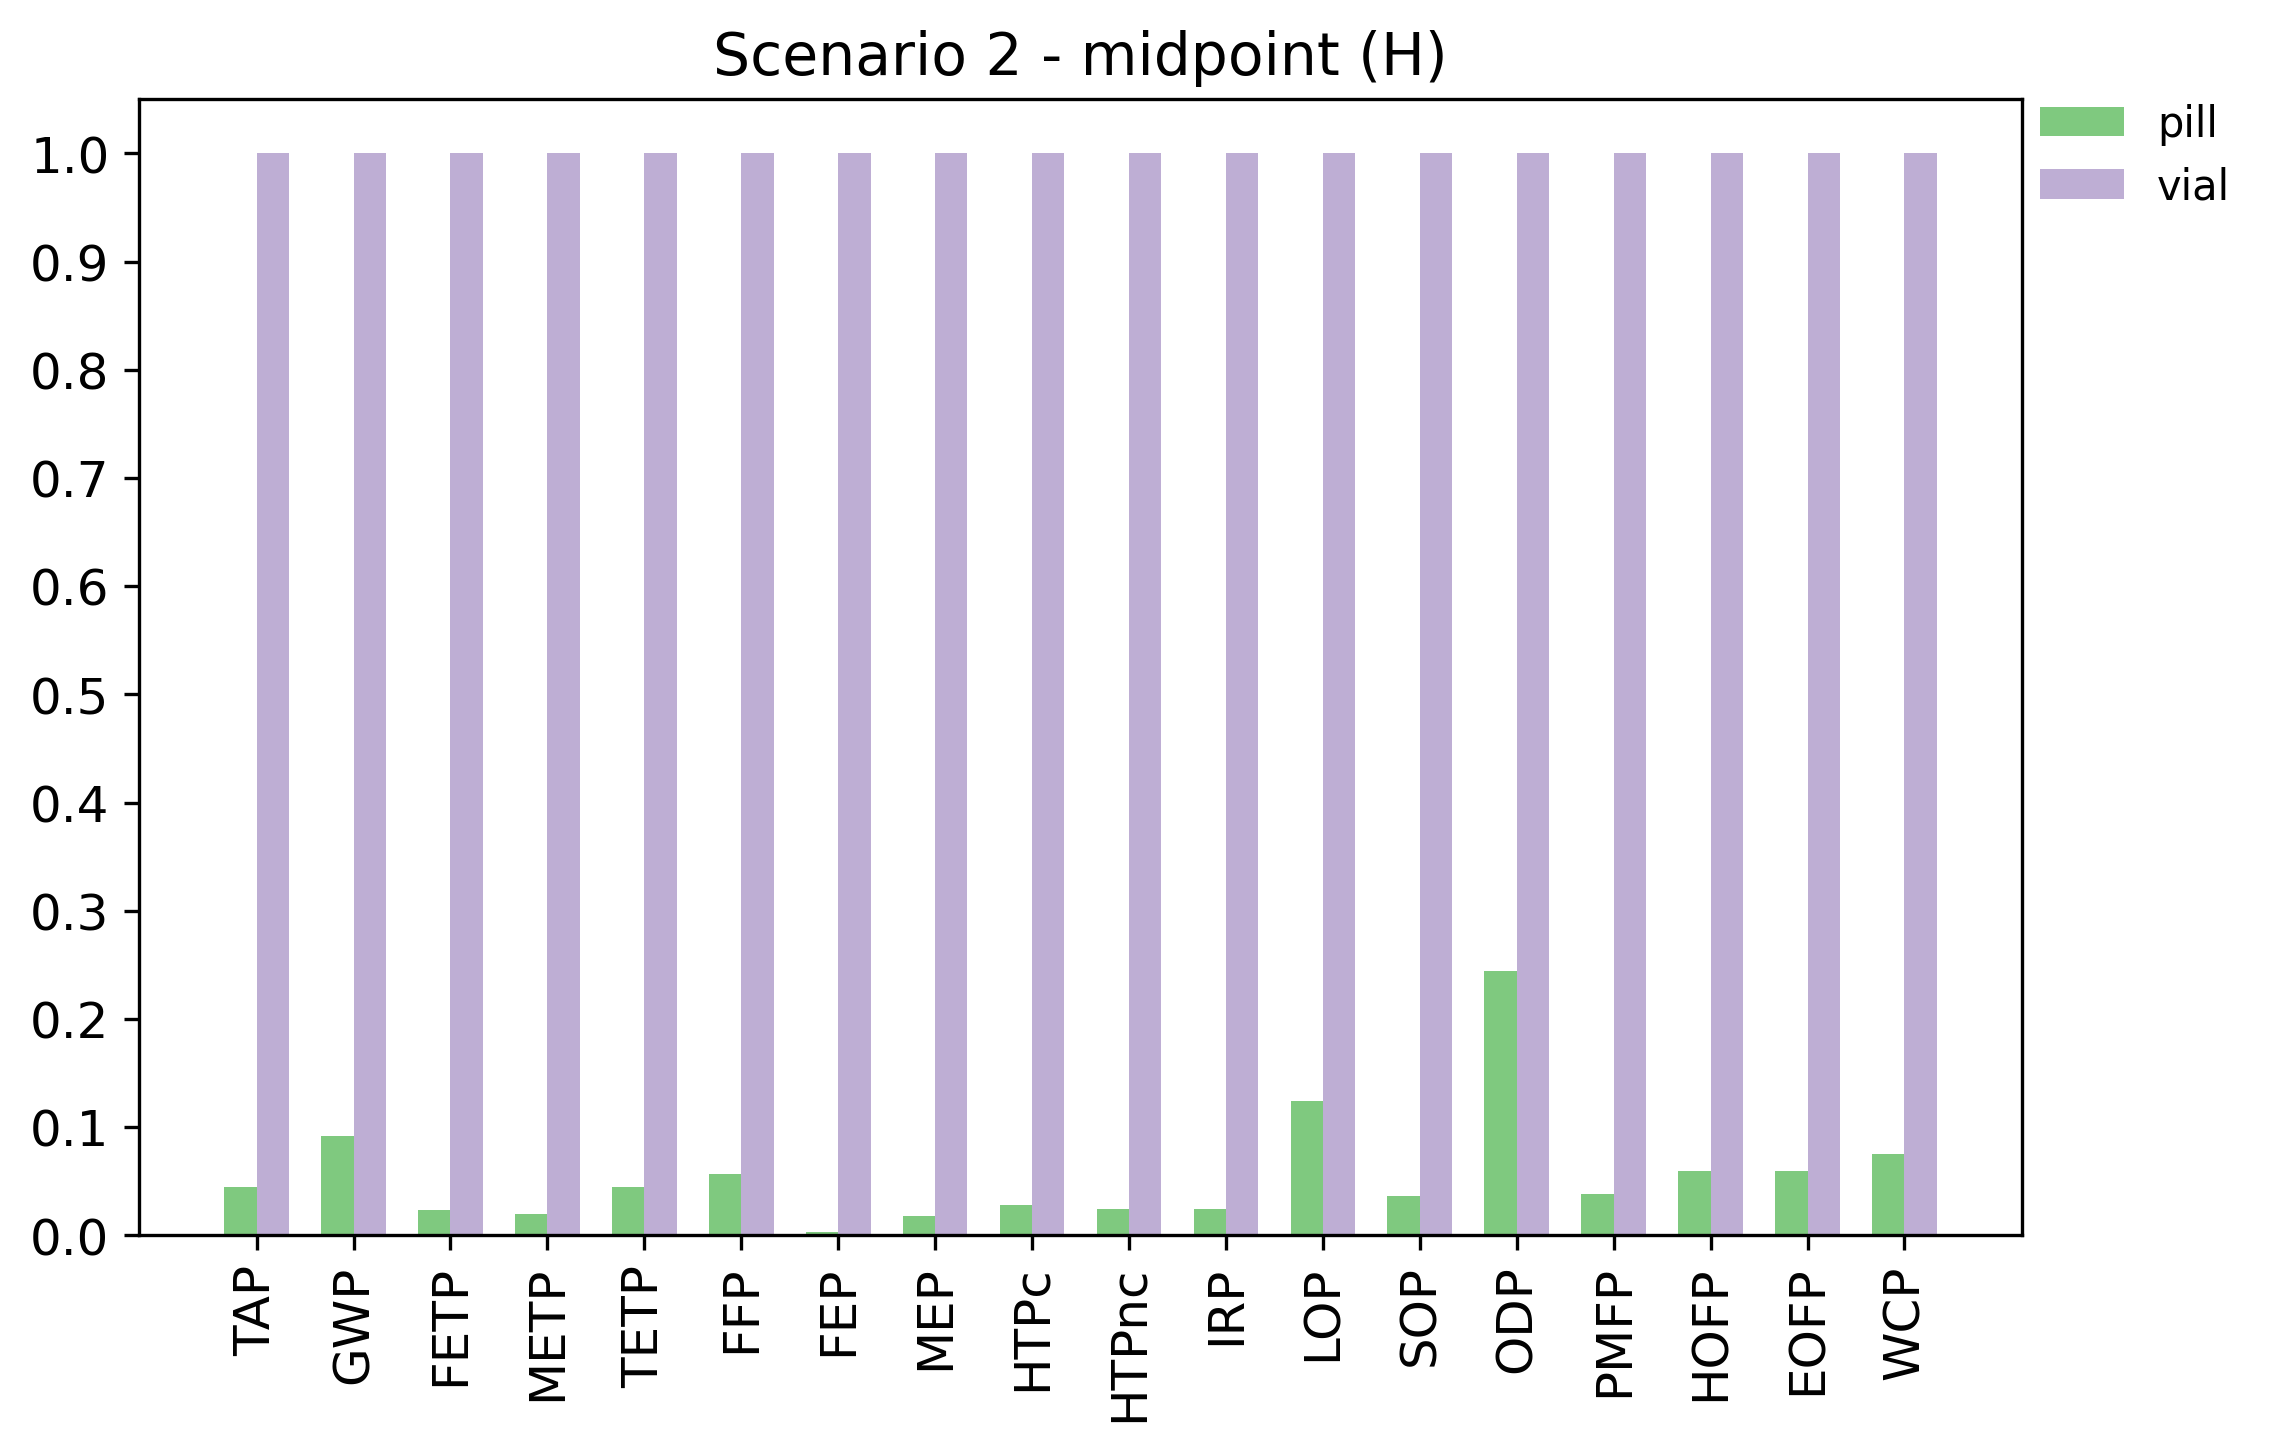 Scenario 2 - midpoint (H)
pill
vial
1.0
0.9
0.8
0.7
0.6
0.5
0.4
0.3
0.2
0.1
0.0
TAP
GWP
FETP
METP
TETP
FFP
FEP
MEP
HTPc
HTPnc
IRP
LOP
SOP
ODP
PMFP
HOFP
EOFP
WCP